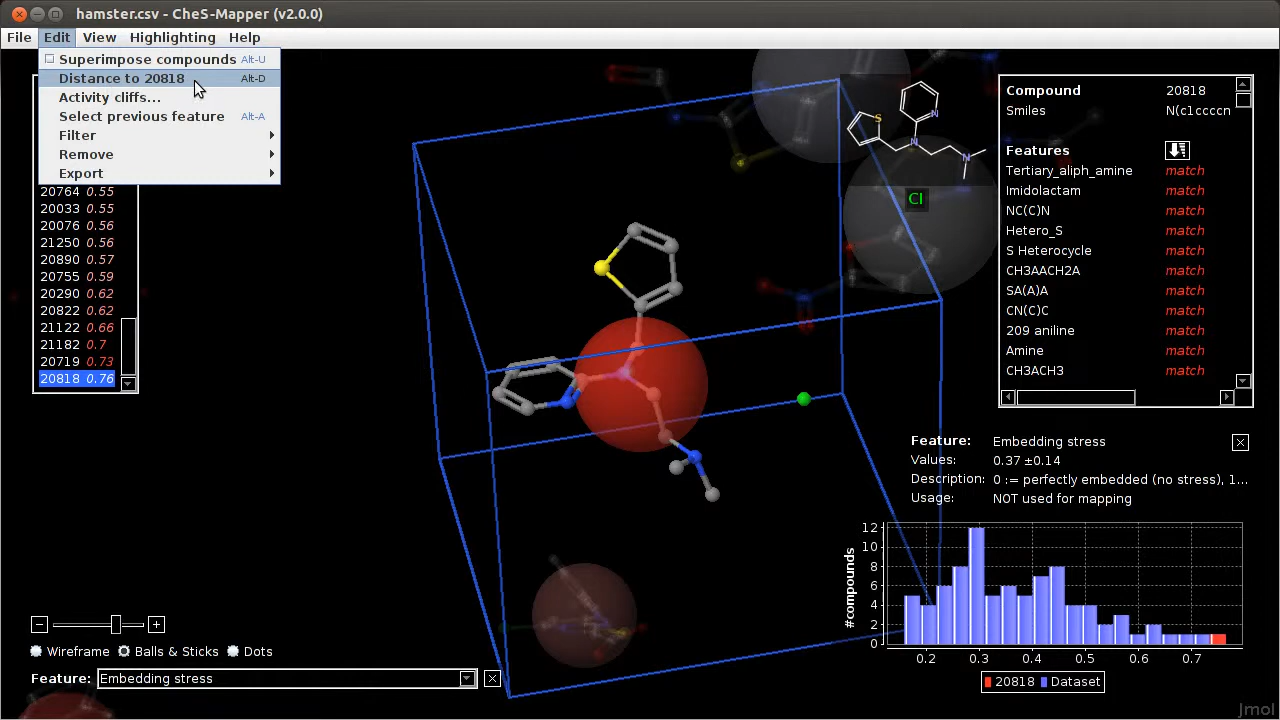 hamster.csv - CheS-Mapper (v2.0.0)
File Edit View Highlighting Help
Superimpose compounds Alt-U
Distance to 20818 Alt-D
Activity cliffs...
Select previous feature Alt-A
Filter
Remove
Export
20764 0.55
20033 0.55
20076 0.56
21250 0.56
20890 0.57
20755 0.59
20290 0.62
20822 0.62
21122 0.66
21182 0.7
20719 0.73
20818 0.76
S
N
N
N
Cl
Compound 20818
Smiles N(c1ccccn
Features
Tertiary_aliph_amine match
Imidolactam match
NC(C)N match
Hetero_S match
S Heterocycle match
CH3AACH2A match
SA(A)A match
CN(C)C match
209 aniline match
Amine match
CH3ACH3 match
Feature: Embedding stress
Values: 0.37 ±0.14
Description: 0 := perfectly embedded (no stress), 1...
Usage: NOT used for mapping
#compounds
12
10
8
6
4
2
0
0.2 0.3 0.4 0.5 0.6 0.7
20818 Dataset
Wireframe Balls & Sticks Dots
Feature: Embedding stress
Jmol